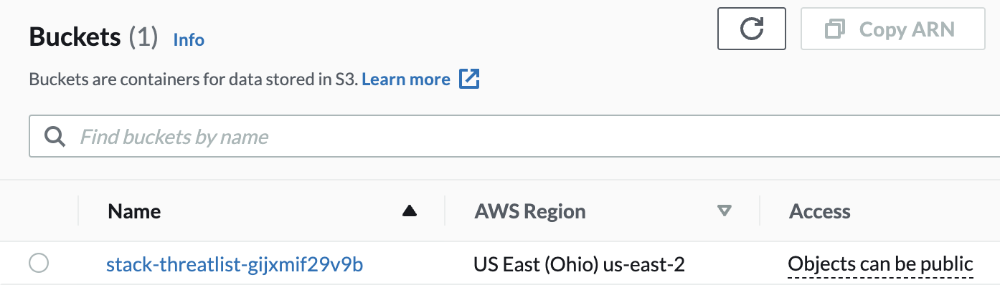 Buckets (1) Info
Copy ARN
Buckets are containers for data stored in S3. Learn more
Find buckets by name
Name AWS Region Access
stack-threatlist-gijxmif29v9b US East (Ohio) us-east-2 Objects can be public